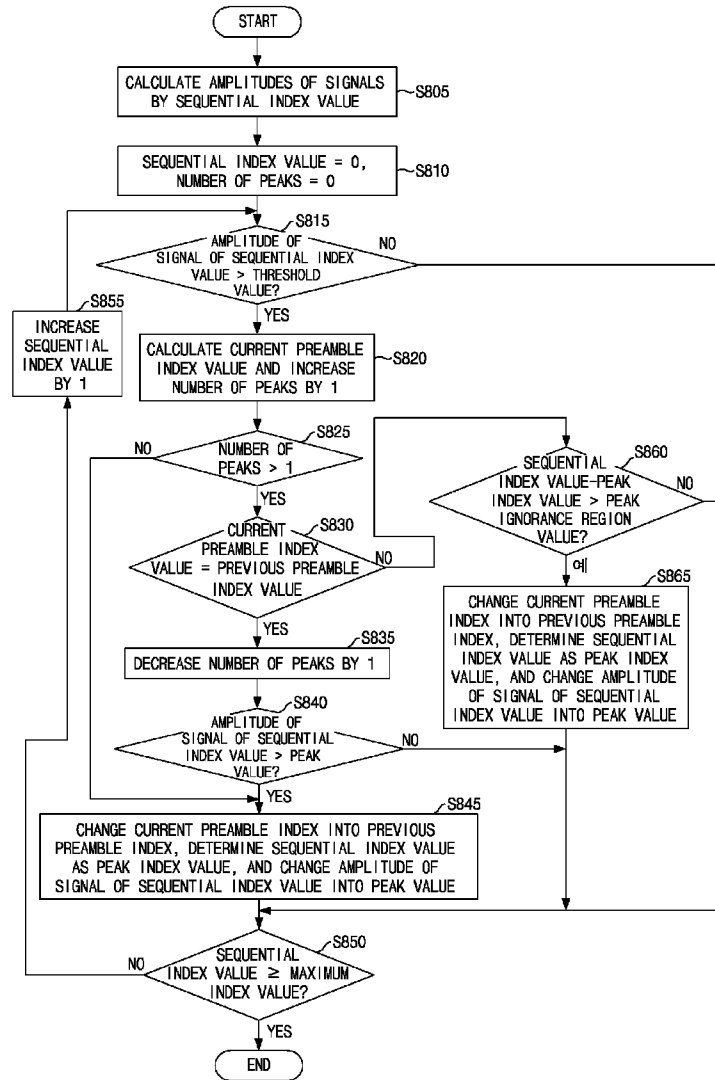 START
CALCULATE AMPLITUDES OF SIGNALS
BY SEQUENTIAL INDEX VALUE
S805
SEQUENTIAL INDEX VALUE = 0,
NUMBER OF PEAKS = 0
S810
S815
AMPLITUDE OF
SIGNAL OF SEQUENTIAL INDEX
VALUE > THRESHOLD
VALUE?
NO
YES
S855
INCREASE
SEQUENTIAL
INDEX VALUE
BY 1
CALCULATE CURRENT PREAMBLE
INDEX VALUE AND INCREASE
NUMBER OF PEAKS BY 1
S820
S825
NUMBER OF
PEAKS > 1
NO
YES
S830
CURRENT
PREAMBLE INDEX
VALUE = PREVIOUS PREAMBLE
INDEX VALUE
NO
YES
S860
SEQUENTIAL
INDEX VALUE-PEAK
INDEX VALUE > PEAK
IGNORANCE REGION
VALUE?
NO
예
S865
CHANGE CURRENT PREAMBLE
INDEX INTO PREVIOUS PREAMBLE
INDEX, DETERMINE SEQUENTIAL
INDEX VALUE AS PEAK INDEX
VALUE, AND CHANGE AMPLITUDE
OF SIGNAL OF SEQUENTIAL
INDEX VALUE INTO PEAK VALUE
S835
DECREASE NUMBER OF PEAKS BY 1
S840
AMPLITUDE OF
SIGNAL OF SEQUENTIAL
INDEX VALUE > PEAK
VALUE?
NO
YES
S845
CHANGE CURRENT PREAMBLE INDEX INTO PREVIOUS
PREAMBLE INDEX, DETERMINE SEQUENTIAL INDEX VALUE
AS PEAK INDEX VALUE, AND CHANGE AMPLITUDE OF
SIGNAL OF SEQUENTIAL INDEX VALUE INTO PEAK VALUE
S850
SEQUENTIAL
INDEX VALUE ≥ MAXIMUM
INDEX VALUE?
NO
YES
END